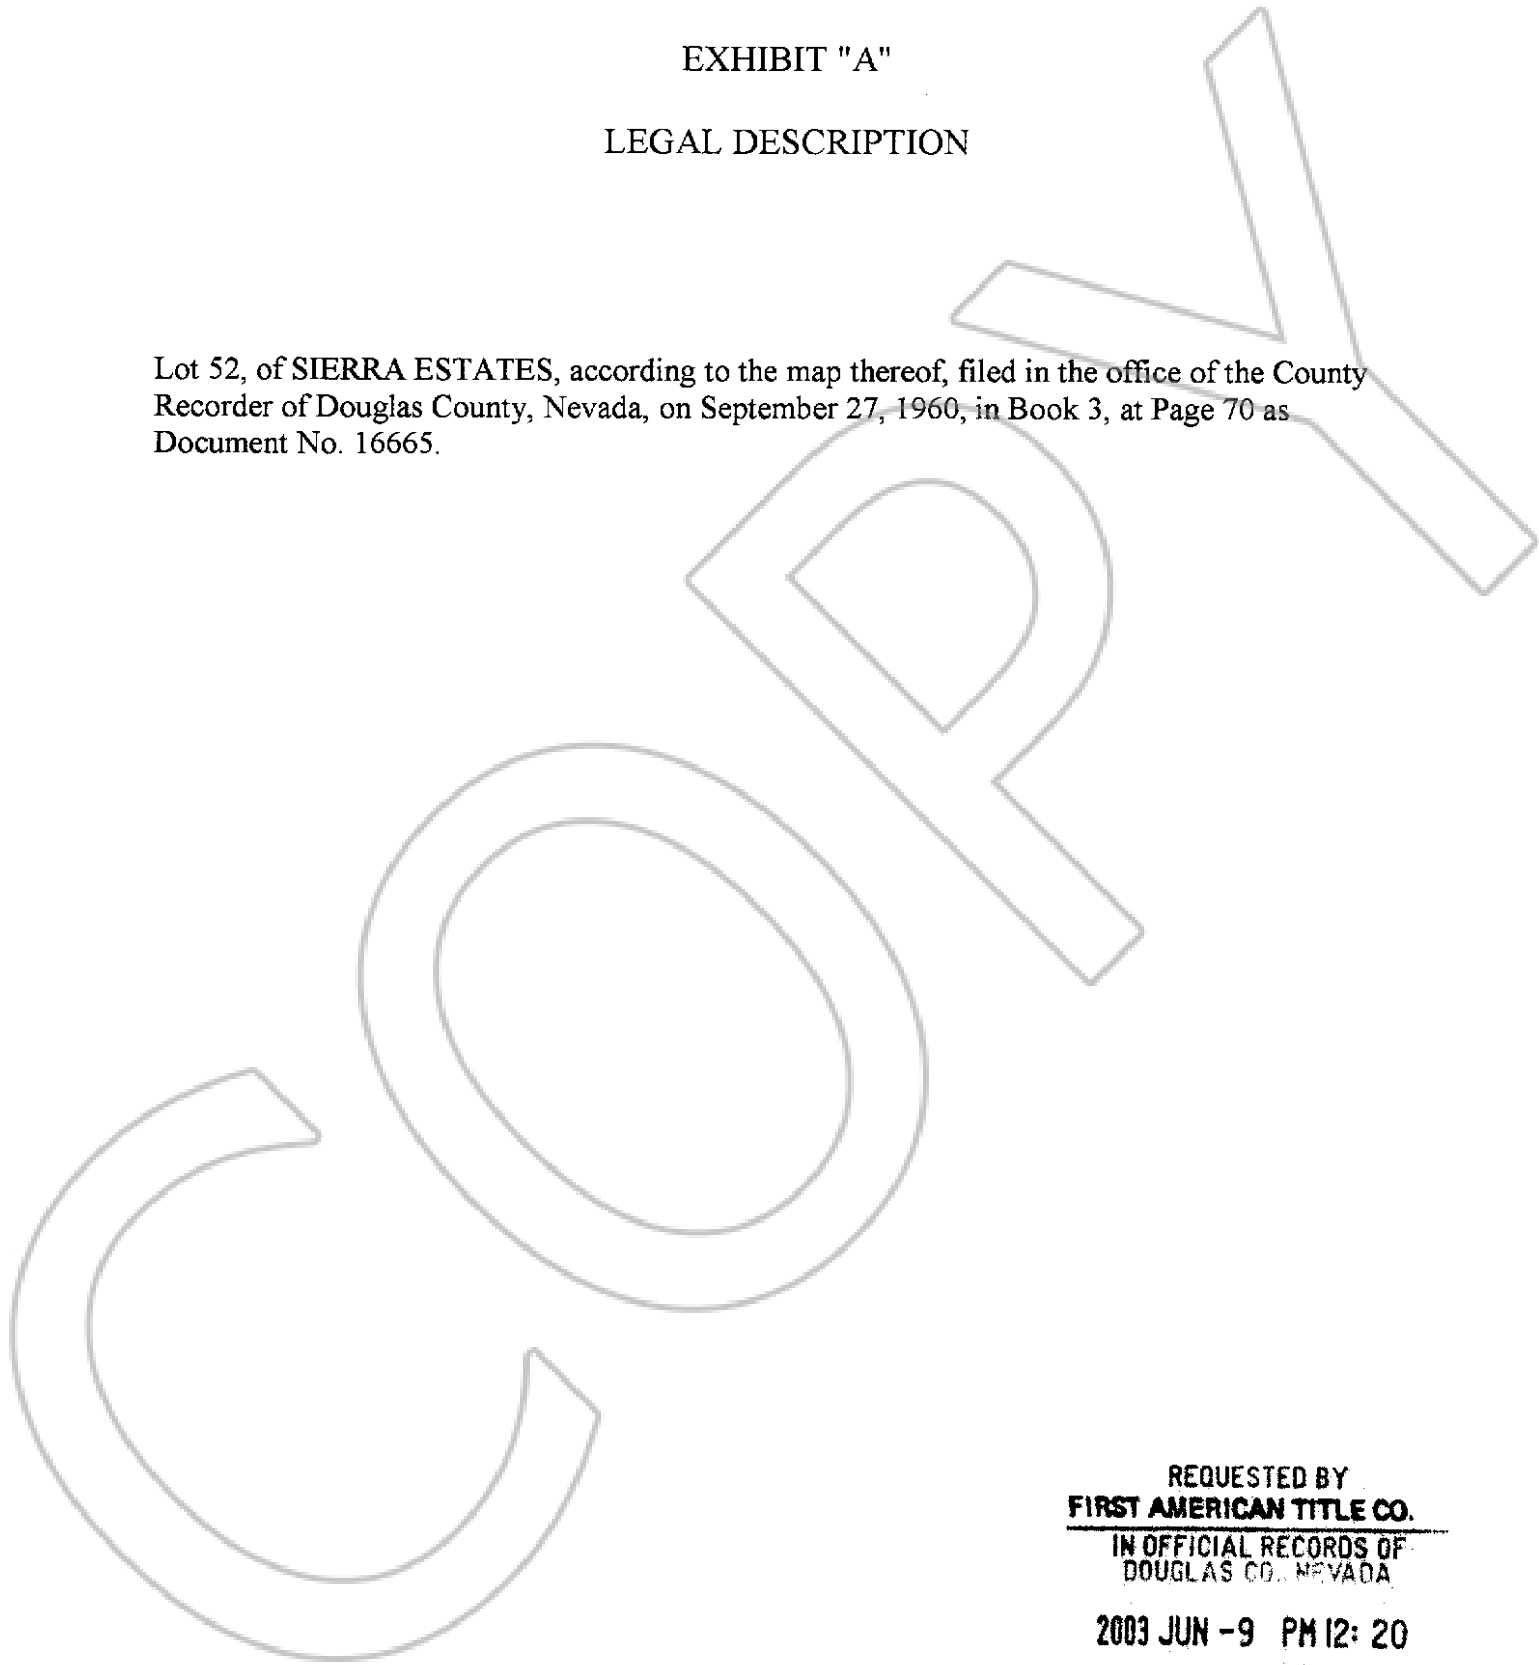 EXHIBIT "A"
LEGAL DESCRIPTION
Lot 52, of SIERRA ESTATES, according to the map thereof, filed in the office of the County
Recorder of Douglas County, Nevada, on September 27, 1960, in Book 3, at Page 70 as
Document No. 16665.
COPY
REQUESTED BY
FIRST AMERICAN TITLE CO.
IN OFFICIAL RECORDS OF
DOUGLAS CO., NEVADA
2003 JUN -9 PM 12: 20